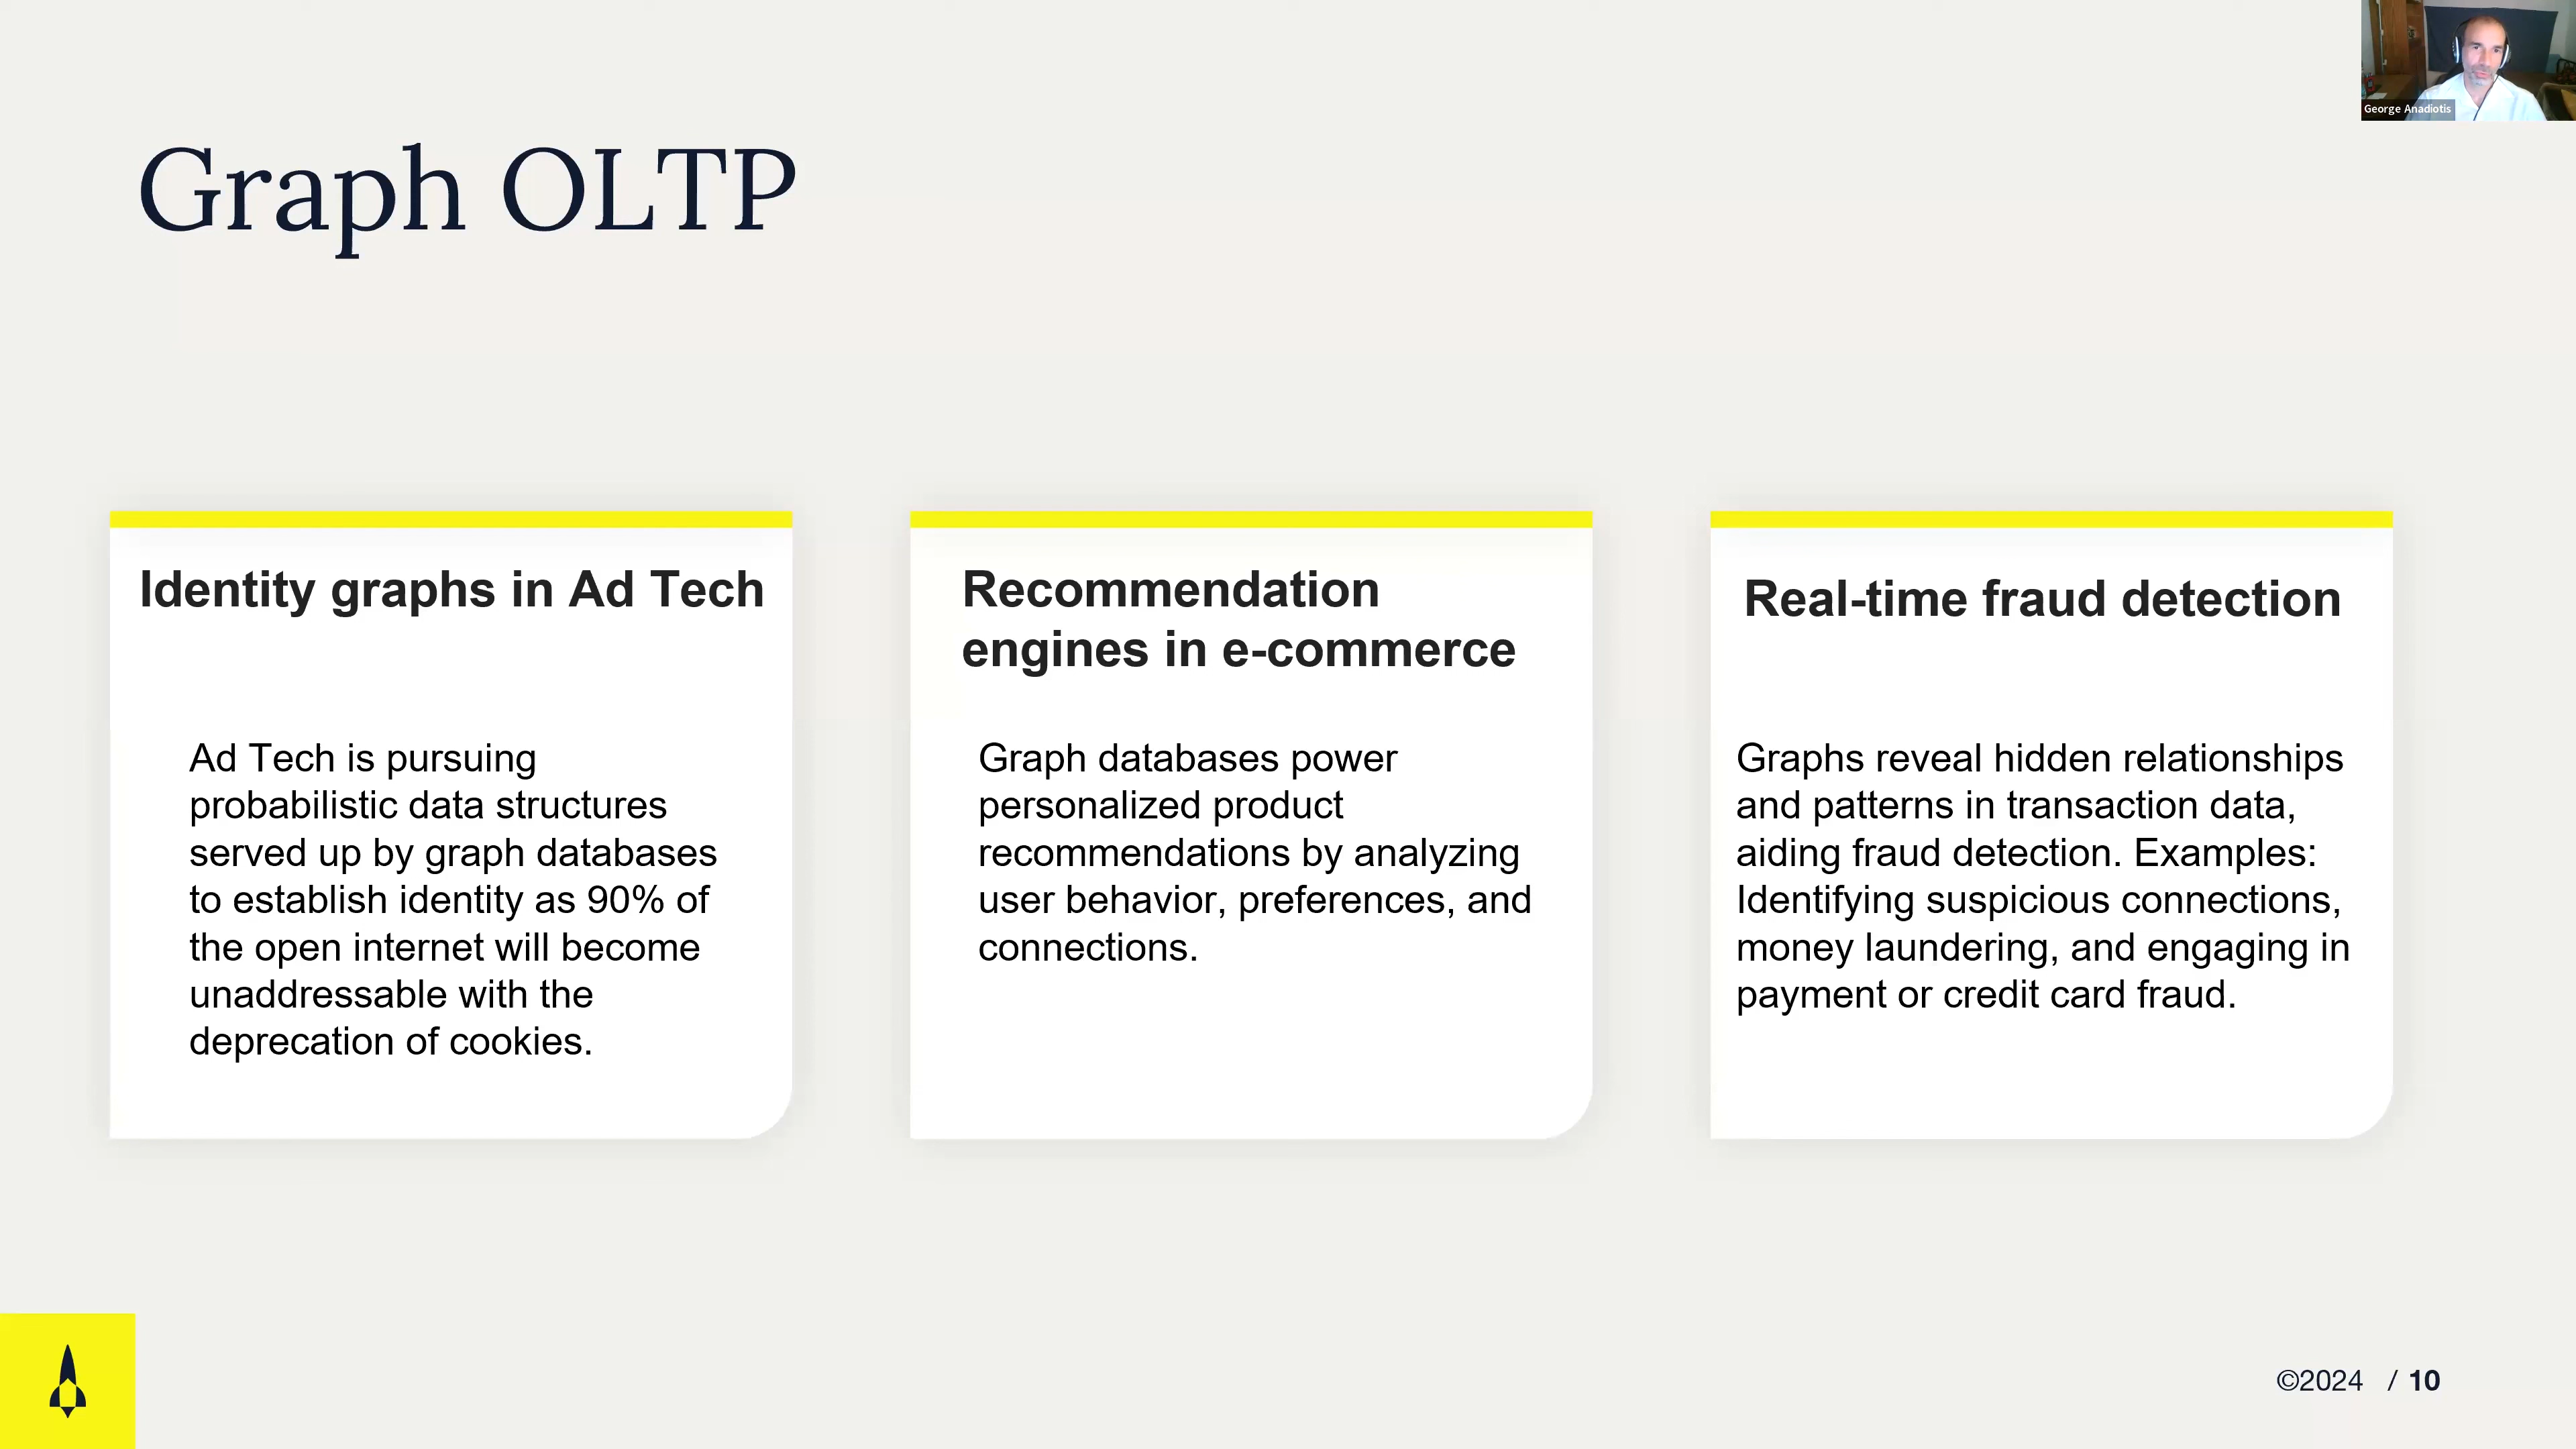 George Anadiotis
Graph OLTP
Identity graphs in Ad Tech
Ad Tech is pursuing
probabilistic data structures
served up by graph databases
to establish identity as 90% of
the open internet will become
unaddressable with the
deprecation of cookies.
Recommendation
engines in e-commerce
Graph databases power
personalized product
recommendations by analyzing
user behavior, preferences, and
connections.
Real-time fraud detection
Graphs reveal hidden relationships
and patterns in transaction data,
aiding fraud detection. Examples:
Identifying suspicious connections,
money laundering, and engaging in
payment or credit card fraud.
©2024 / 10